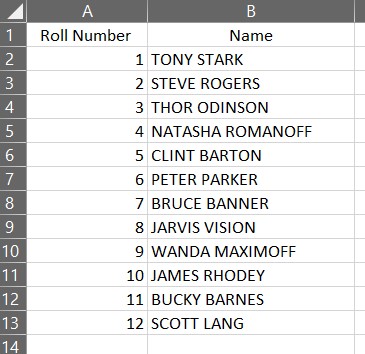 A B
1 Roll Number Name
2 1 TONY STARK
3 2 STEVE ROGERS
4 3 THOR ODINSON
5 4 NATASHA ROMANOFF
6 5 CLINT BARTON
7 6 PETER PARKER
8 7 BRUCE BANNER
9 8 JARVIS VISION
10 9 WANDA MAXIMOFF
11 10 JAMES RHODEY
12 11 BUCKY BARNES
13 12 SCOTT LANG
14